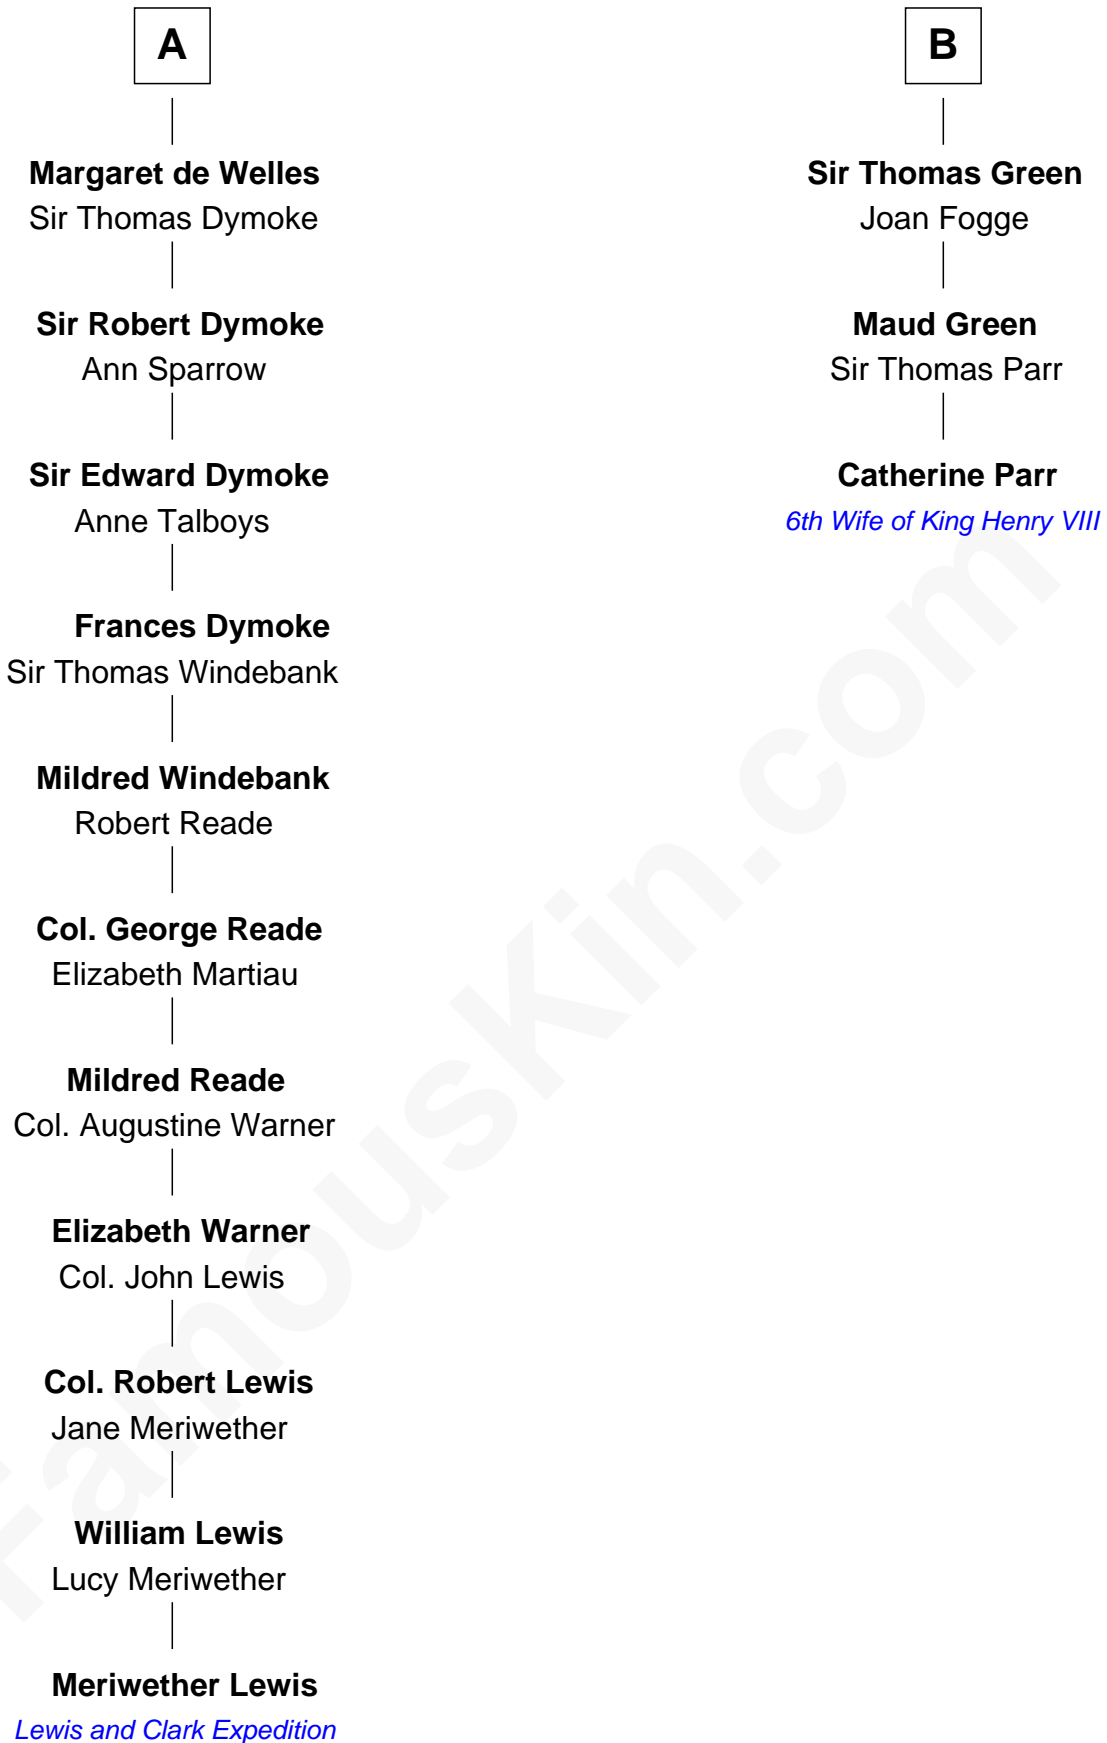 A
Margaret de Welles
Sir Thomas Dymoke
Sir Robert Dymoke
Ann Sparrow
Sir Edward Dymoke
Anne Talboys
Frances Dymoke
Sir Thomas Windebank
Mildred Windebank
Robert Reade
Col. George Reade
Elizabeth Martiau
Mildred Reade
Col. Augustine Warner
Elizabeth Warner
Col. John Lewis
Col. Robert Lewis
Jane Meriwether
William Lewis
Lucy Meriwether
Meriwether Lewis
Lewis and Clark Expedition
B
Sir Thomas Green
Joan Fogge
Maud Green
Sir Thomas Parr
Catherine Parr
6th Wife of King Henry VIII
FamousKin.com